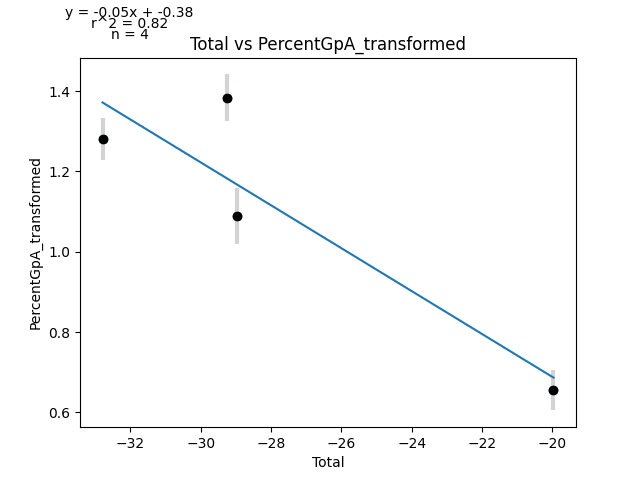 y = -0.05x + -0.38
r^2 = 0.82
n = 4
Total vs PercentGpA_transformed
PercentGpA_transformed
1.4
1.2
1.0
0.8
0.6
−32
−30
−28
−26
−24
−22
−20
Total